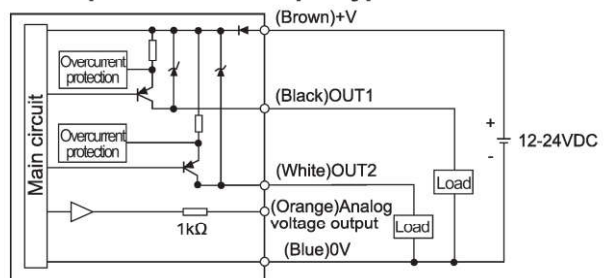 (Brown)+V
Overcurrent
protection
(Black)OUT1
+
12-24VDC
-
Overcurrent
protection
Main circuit
(White)OUT2
Load
(Orange)Analog
voltage output
Load
1kΩ
(Blue)0V